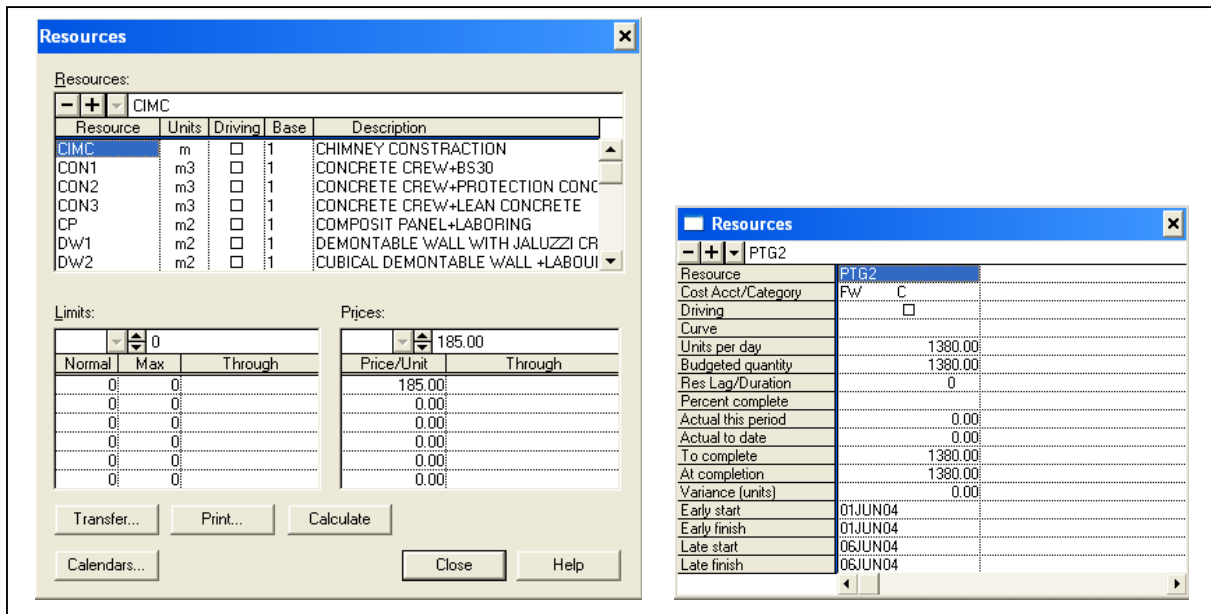 Resources
Resources:
CIMC
Resource Units Driving Base Description
CIMC m 1 CHIMNEY CONSTRACTION
CON1 m3 1 CONCRETE CREW+BS30
CON2 m3 1 CONCRETE CREW+PROTECTION CONC
CON3 m3 1 CONCRETE CREW+LEAN CONCRETE
CP m2 1 COMPOSIT PANEL+LABORING
DW1 m2 1 DEMONTABLE WALL WITH JALUZZI CR
DW2 m2 1 CUBICAL DEMONTABLE WALL +LABOUI
Limits:
0
Normal Max Through
0 0
0 0
0 0
0 0
0 0
0 0
Prices:
185.00
Price/Unit Through
185.00
0.00
0.00
0.00
0.00
0.00
Transfer... Print... Calculate
Calendars... Close Help
Resources
PTG2
Resource PTG2
Cost Acct/Category FW C
Driving
Curve
Units per day 1380.00
Budgeted quantity 1380.00
Res Lag/Duration 0
Percent complete
Actual this period 0.00
Actual to date 0.00
To complete 1380.00
At completion 1380.00
Variance (units) 0.00
Early start 01JUN04
Early finish 01JUN04
Late start 06JUN04
Late finish 06JUN04